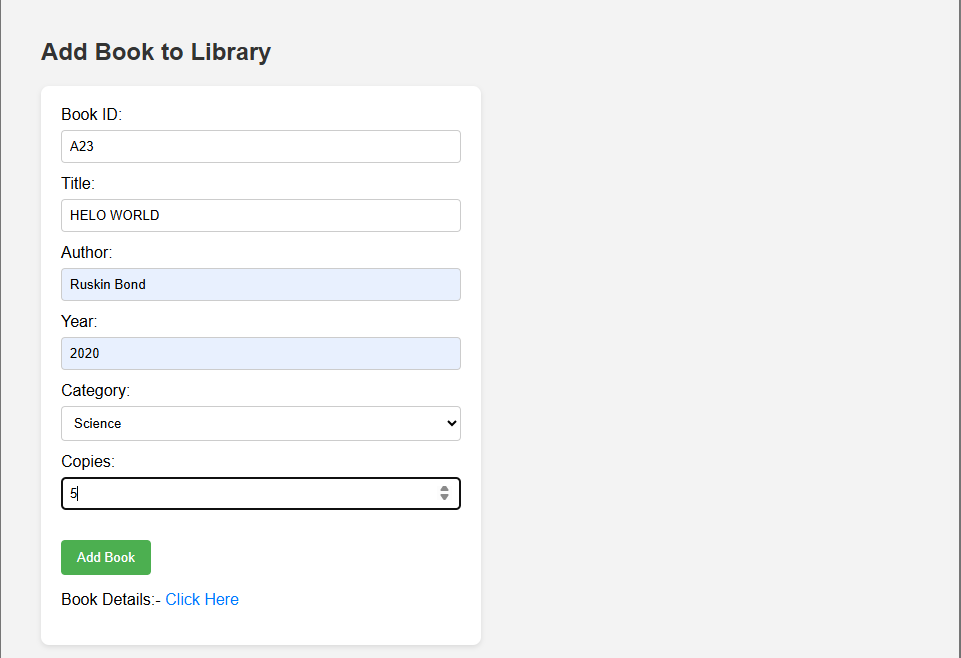 Add Book to Library
Book ID:
A23
Title:
HELO WORLD
Author:
Ruskin Bond
Year:
2020
Category:
Science
Copies:
5
Add Book
Book Details:- Click Here